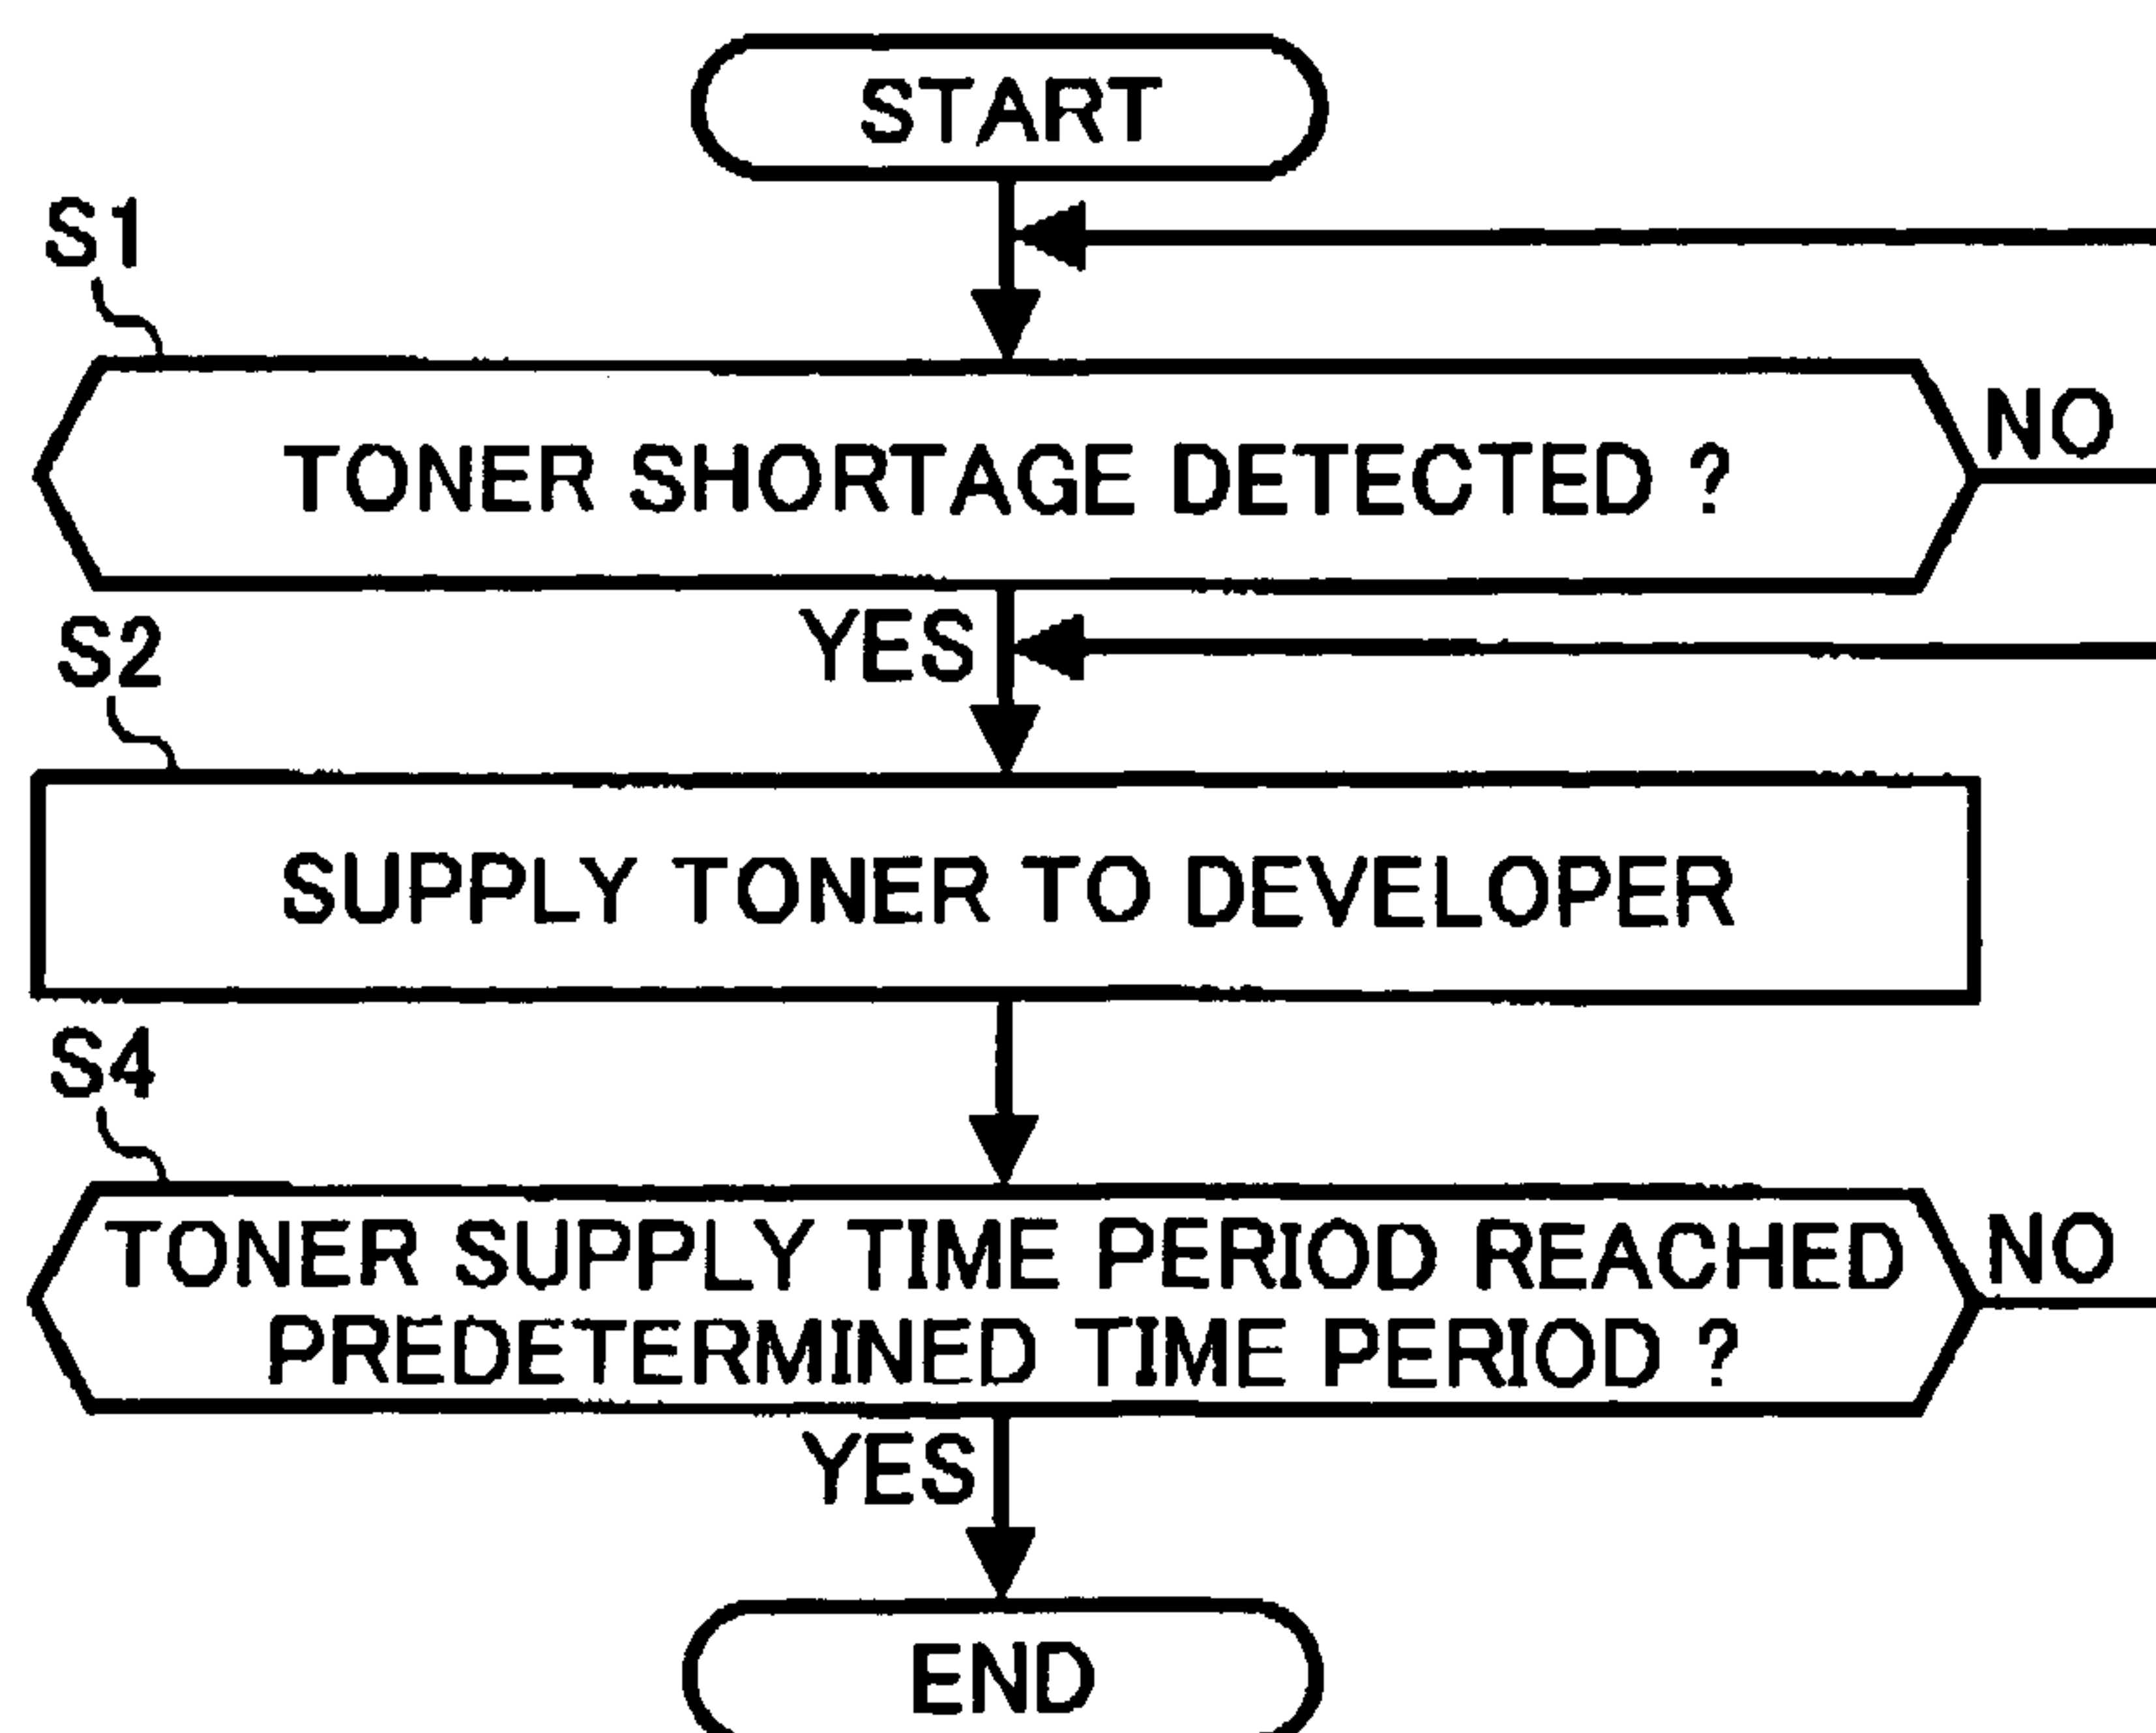 START
S1
TONER SHORTAGE DETECTED ?
NO
YES
S2
SUPPLY TONER TO DEVELOPER
S4
TONER SUPPLY TIME PERIOD REACHED
PREDETERMINED TIME PERIOD ?
NO
YES
END